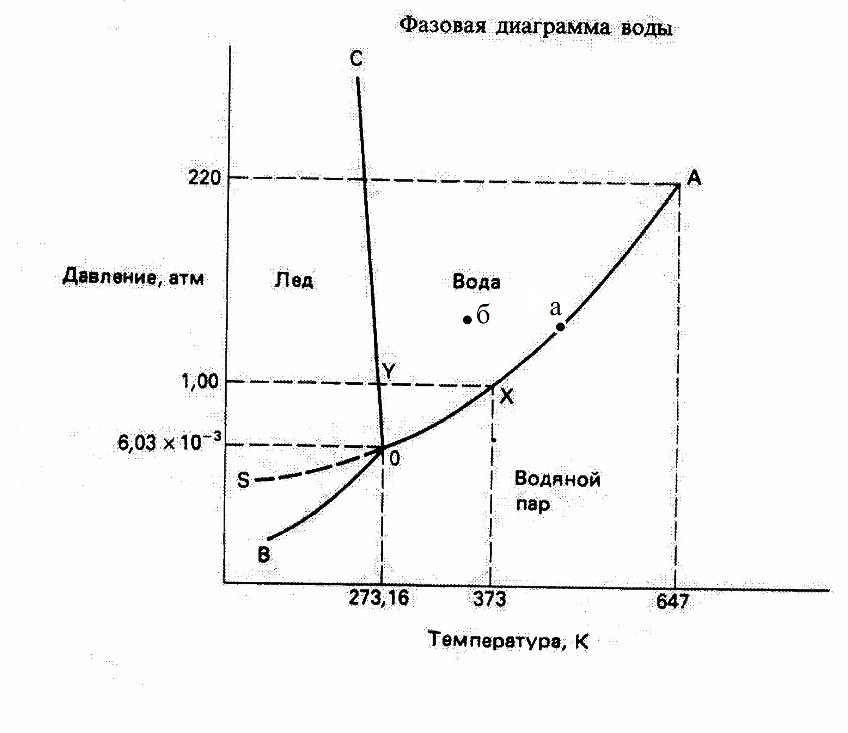 Фазовая диаграмма воды
C
220
A
Давление, атм
Лед
Вода
б
а
1,00
Y
X
6,03 × 10⁻³
0
S
Водяной
пар
B
273,16
373
647
Температура, К